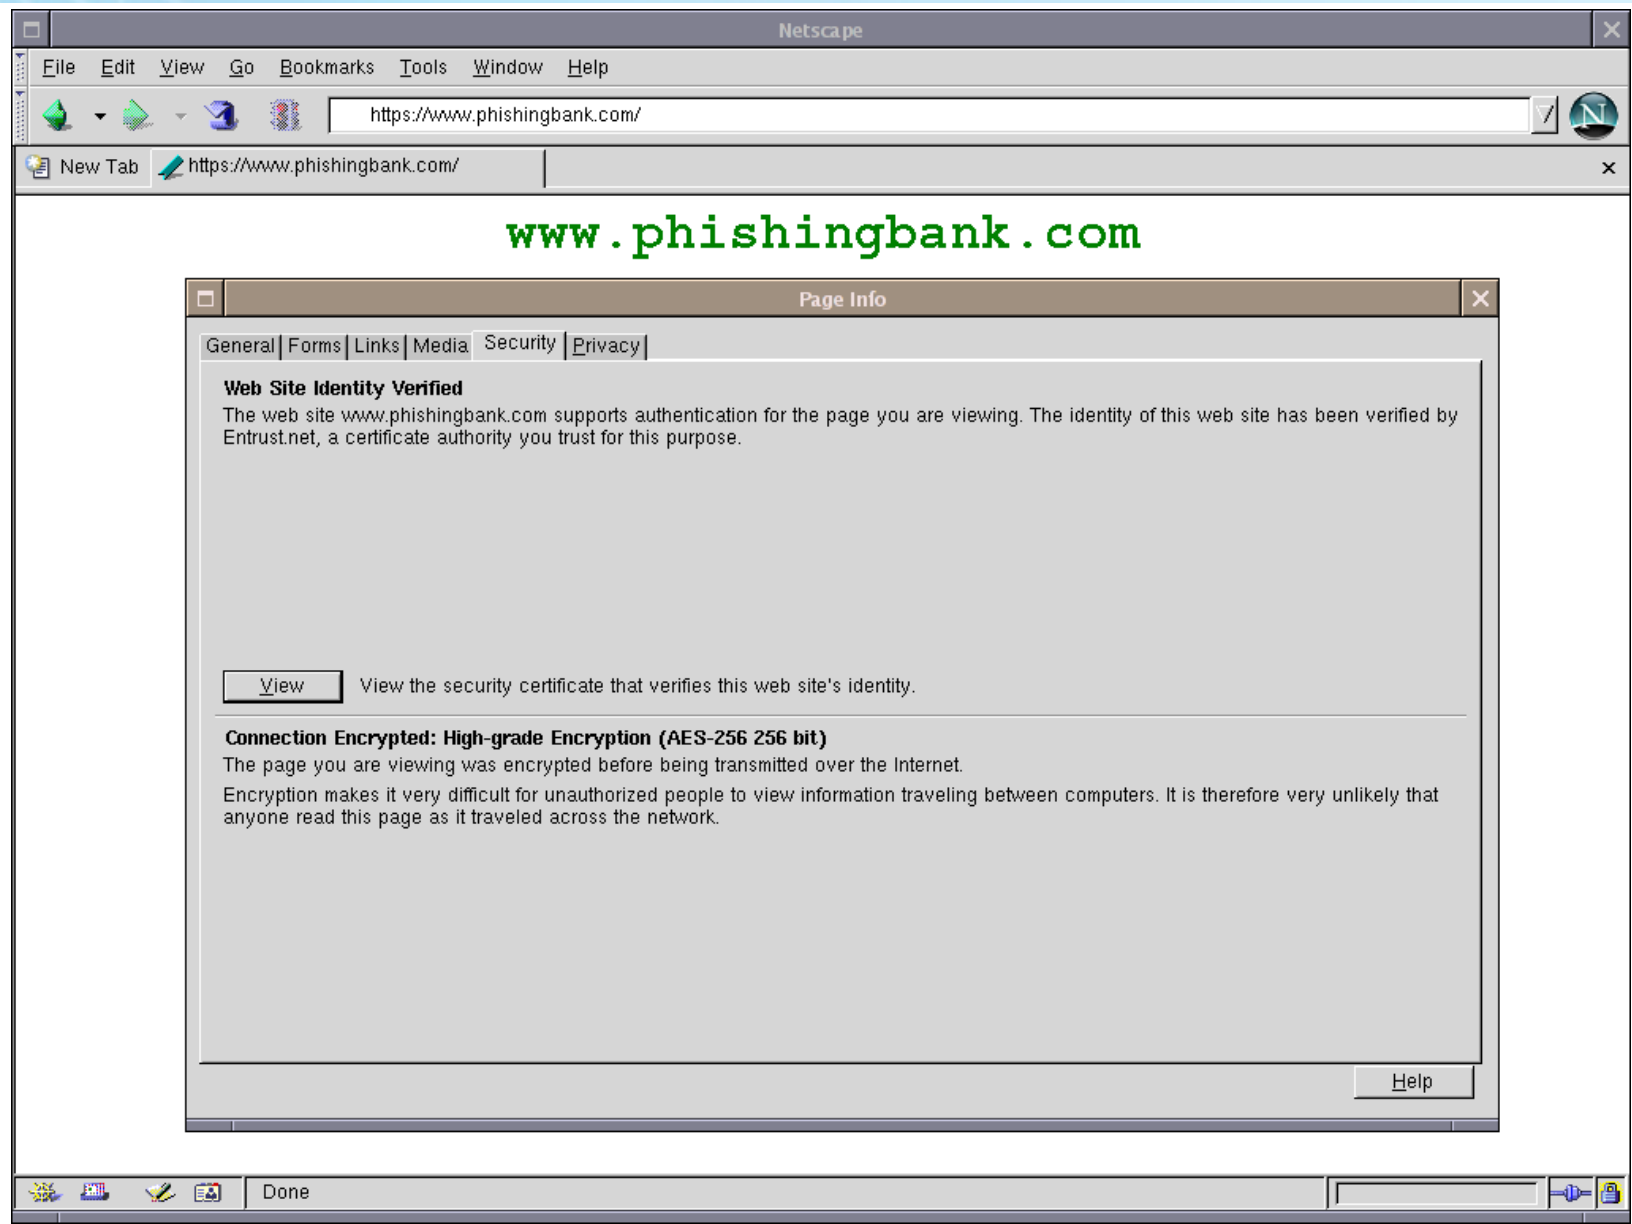 Netscape
File Edit View Go Bookmarks Tools Window Help
https://www.phishingbank.com/
N
New Tab https://www.phishingbank.com/
www.phishingbank.com
Page Info
General Forms Links Media Security Privacy
Web Site Identity Verified
The web site www.phishingbank.com supports authentication for the page you are viewing. The identity of this web site has been verified by
Entrust.net, a certificate authority you trust for this purpose.
View View the security certificate that verifies this web site's identity.
Connection Encrypted: High-grade Encryption (AES-256 256 bit)
The page you are viewing was encrypted before being transmitted over the Internet.
Encryption makes it very difficult for unauthorized people to view information traveling between computers. It is therefore very unlikely that
anyone read this page as it traveled across the network.
Help
Done